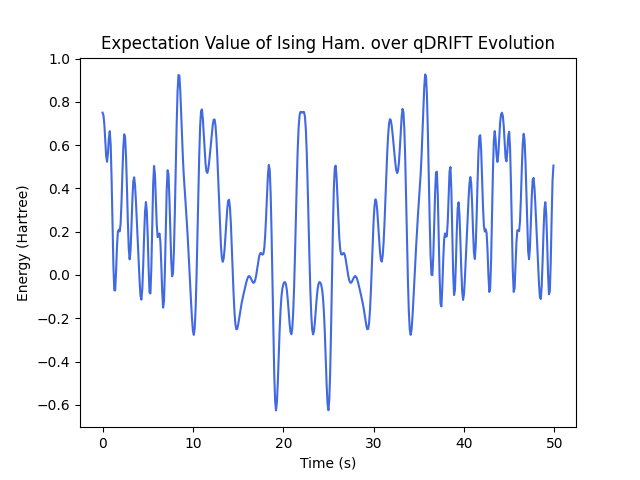 Expectation Value of Ising Ham. over qDRIFT Evolution
1.0
0.8
0.6
0.4
0.2
0.0
−0.2
−0.4
−0.6
Energy (Hartree)
0 10 20 30 40 50
Time (s)